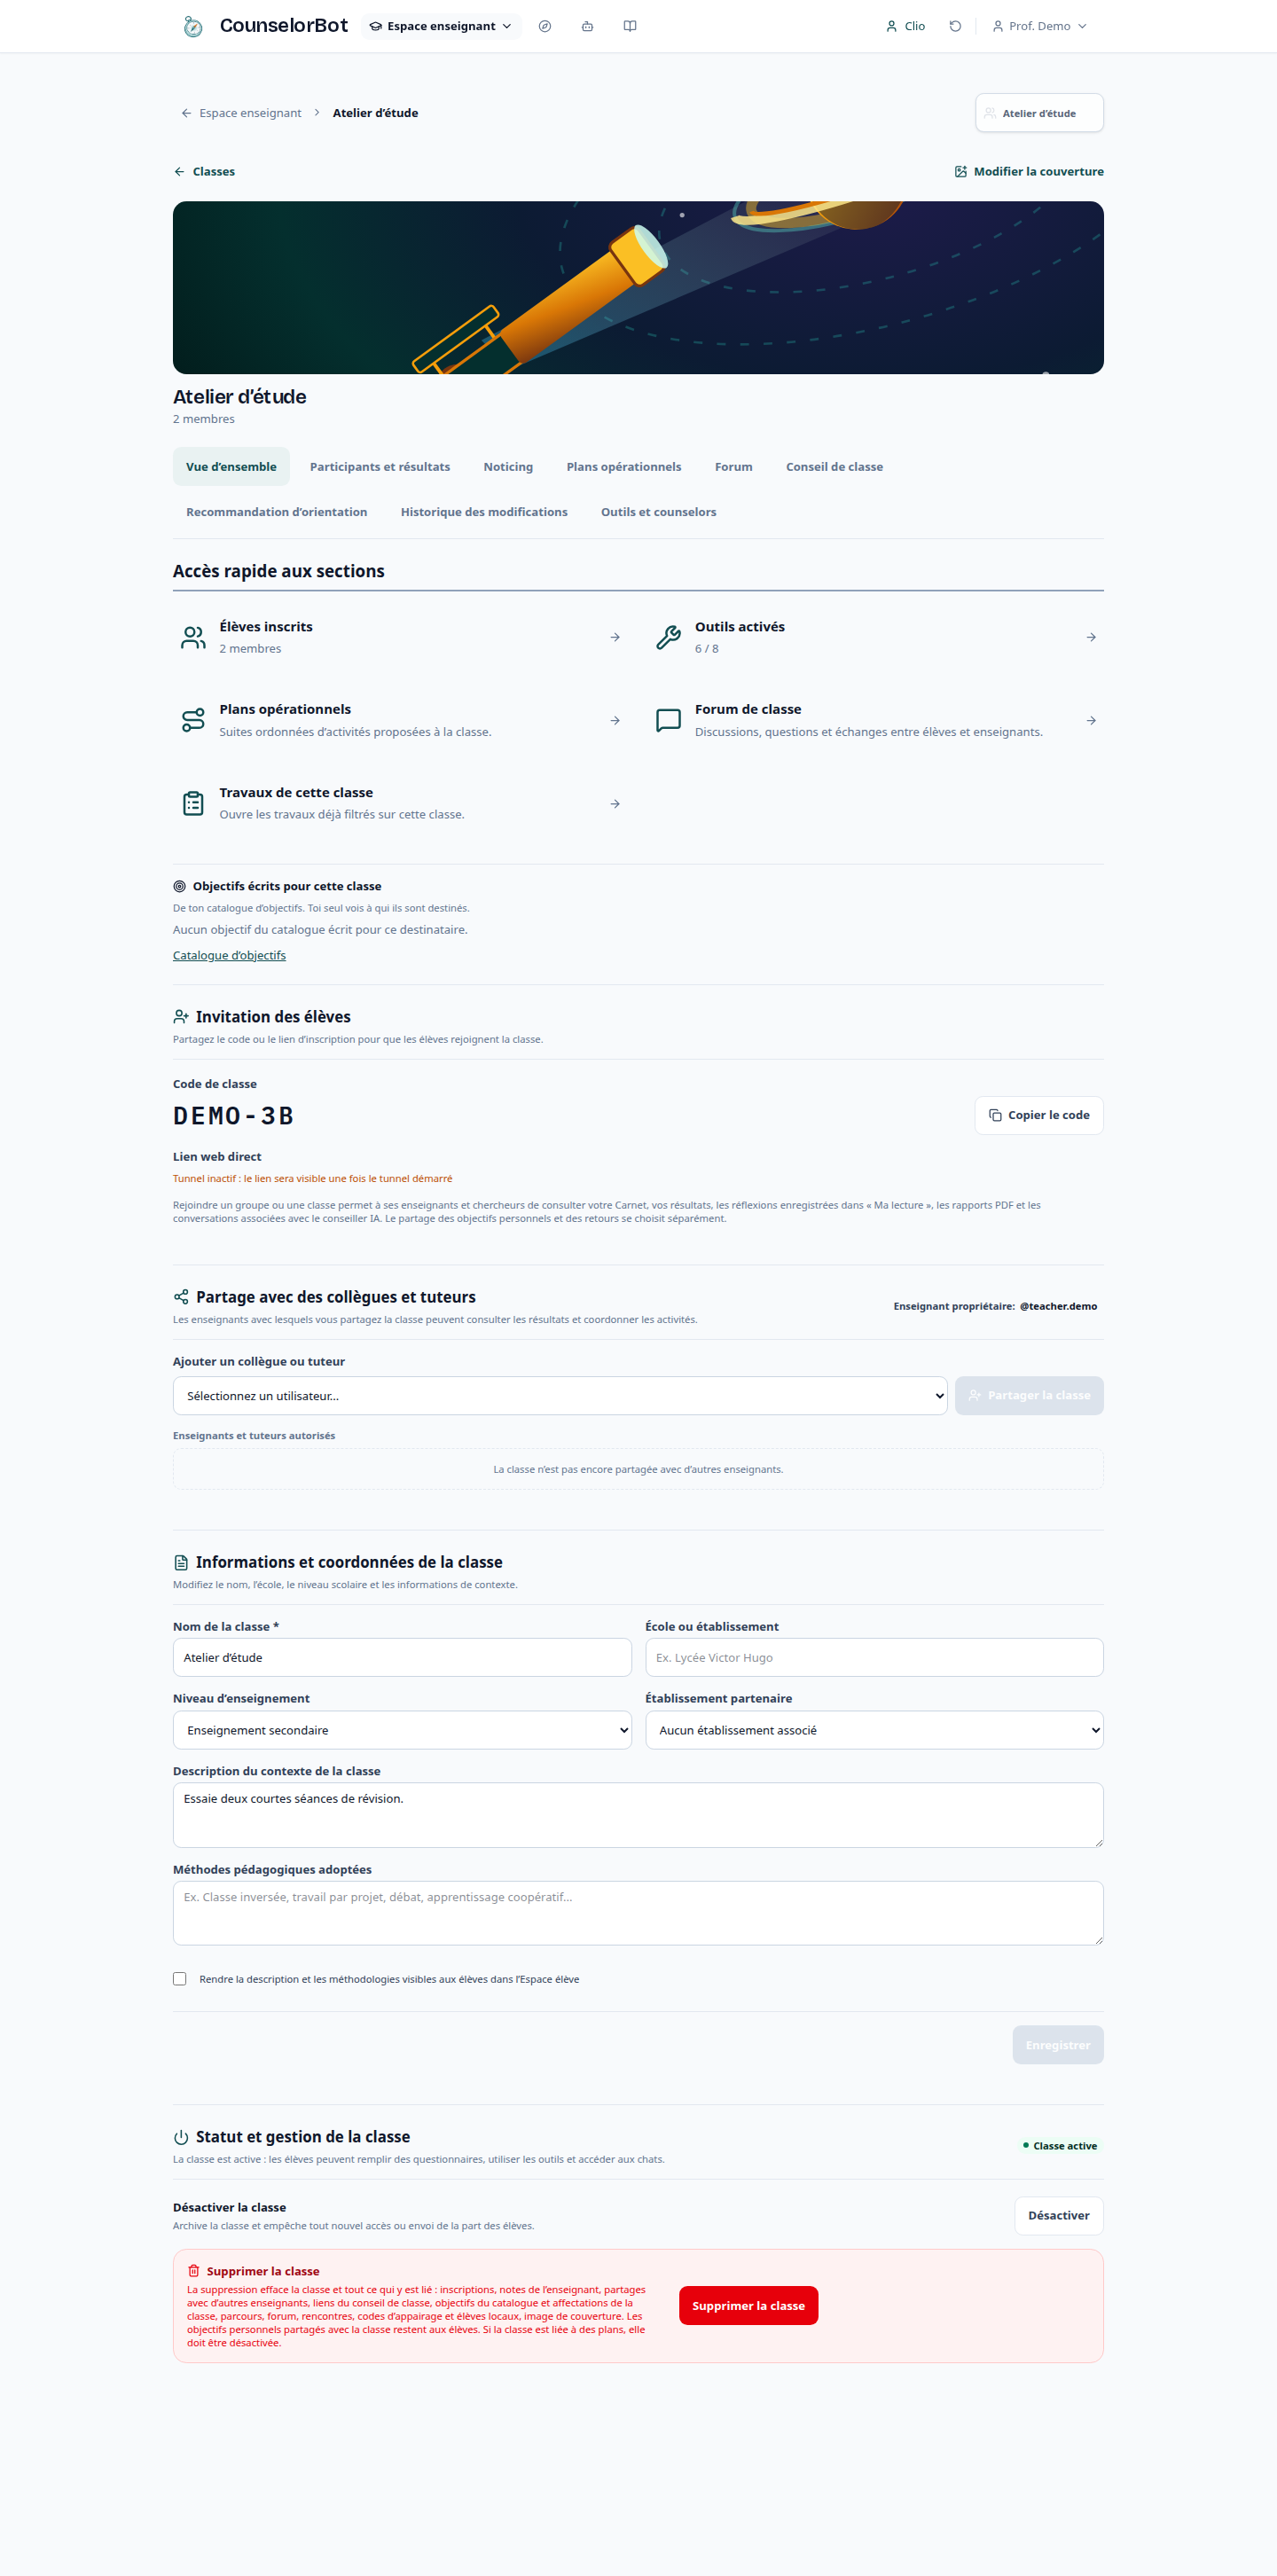 CounselorBot
Espace enseignant
Clio
Prof. Demo
Espace enseignant
Atelier d’étude
Atelier d’étude
Classes
Modifier la couverture
Atelier d’étude
2 membres
Vue d’ensemble
Participants et résultats
Noticing
Plans opérationnels
Forum
Conseil de classe
Recommandation d’orientation
Historique des modifications
Outils et counselors
Accès rapide aux sections
Élèves inscrits
2 membres
Outils activés
6 / 8
Plans opérationnels
Suites ordonnées d’activités proposées à la classe.
Forum de classe
Discussions, questions et échanges entre élèves et enseignants.
Travaux de cette classe
Ouvre les travaux déjà filtrés sur cette classe.
Objectifs écrits pour cette classe
De ton catalogue d’objectifs. Toi seul vois à qui ils sont destinés.
Aucun objectif du catalogue écrit pour ce destinataire.
Catalogue d’objectifs
Invitation des élèves
Partagez le code ou le lien d’inscription pour que les élèves rejoignent la classe.
Code de classe
DEMO-3B
Copier le code
Lien web direct
Tunnel inactif : le lien sera visible une fois le tunnel démarré
Rejoindre un groupe ou une classe permet à ses enseignants et chercheurs de consulter votre Carnet, vos résultats, les réflexions enregistrées dans « Ma lecture », les rapports PDF et les
conversations associées avec le conseiller IA. Le partage des objectifs personnels et des retours se choisit séparément.
Partage avec des collègues et tuteurs
Les enseignants avec lesquels vous partagez la classe peuvent consulter les résultats et coordonner les activités.
Enseignant propriétaire: @teacher.demo
Ajouter un collègue ou tuteur
Sélectionnez un utilisateur...
Partager la classe
Enseignants et tuteurs autorisés
La classe n’est pas encore partagée avec d’autres enseignants.
Informations et coordonnées de la classe
Modifiez le nom, l’école, le niveau scolaire et les informations de contexte.
Nom de la classe *
École ou établissement
Atelier d’étude
Ex. Lycée Victor Hugo
Niveau d’enseignement
Établissement partenaire
Enseignement secondaire
Aucun établissement associé
Description du contexte de la classe
Essaie deux courtes séances de révision.
Méthodes pédagogiques adoptées
Ex. Classe inversée, travail par projet, débat, apprentissage coopératif...
Rendre la description et les méthodologies visibles aux élèves dans l’Espace élève
Enregistrer
Statut et gestion de la classe
La classe est active : les élèves peuvent remplir des questionnaires, utiliser les outils et accéder aux chats.
Classe active
Désactiver la classe
Archive la classe et empêche tout nouvel accès ou envoi de la part des élèves.
Désactiver
Supprimer la classe
La suppression efface la classe et tout ce qui y est lié : inscriptions, notes de l’enseignant, partages
avec d’autres enseignants, liens du conseil de classe, objectifs du catalogue et affectations de la
classe, parcours, forum, rencontres, codes d’appairage et élèves locaux, image de couverture. Les
objectifs personnels partagés avec la classe restent aux élèves. Si la classe est liée à des plans, elle
doit être désactivée.
Supprimer la classe